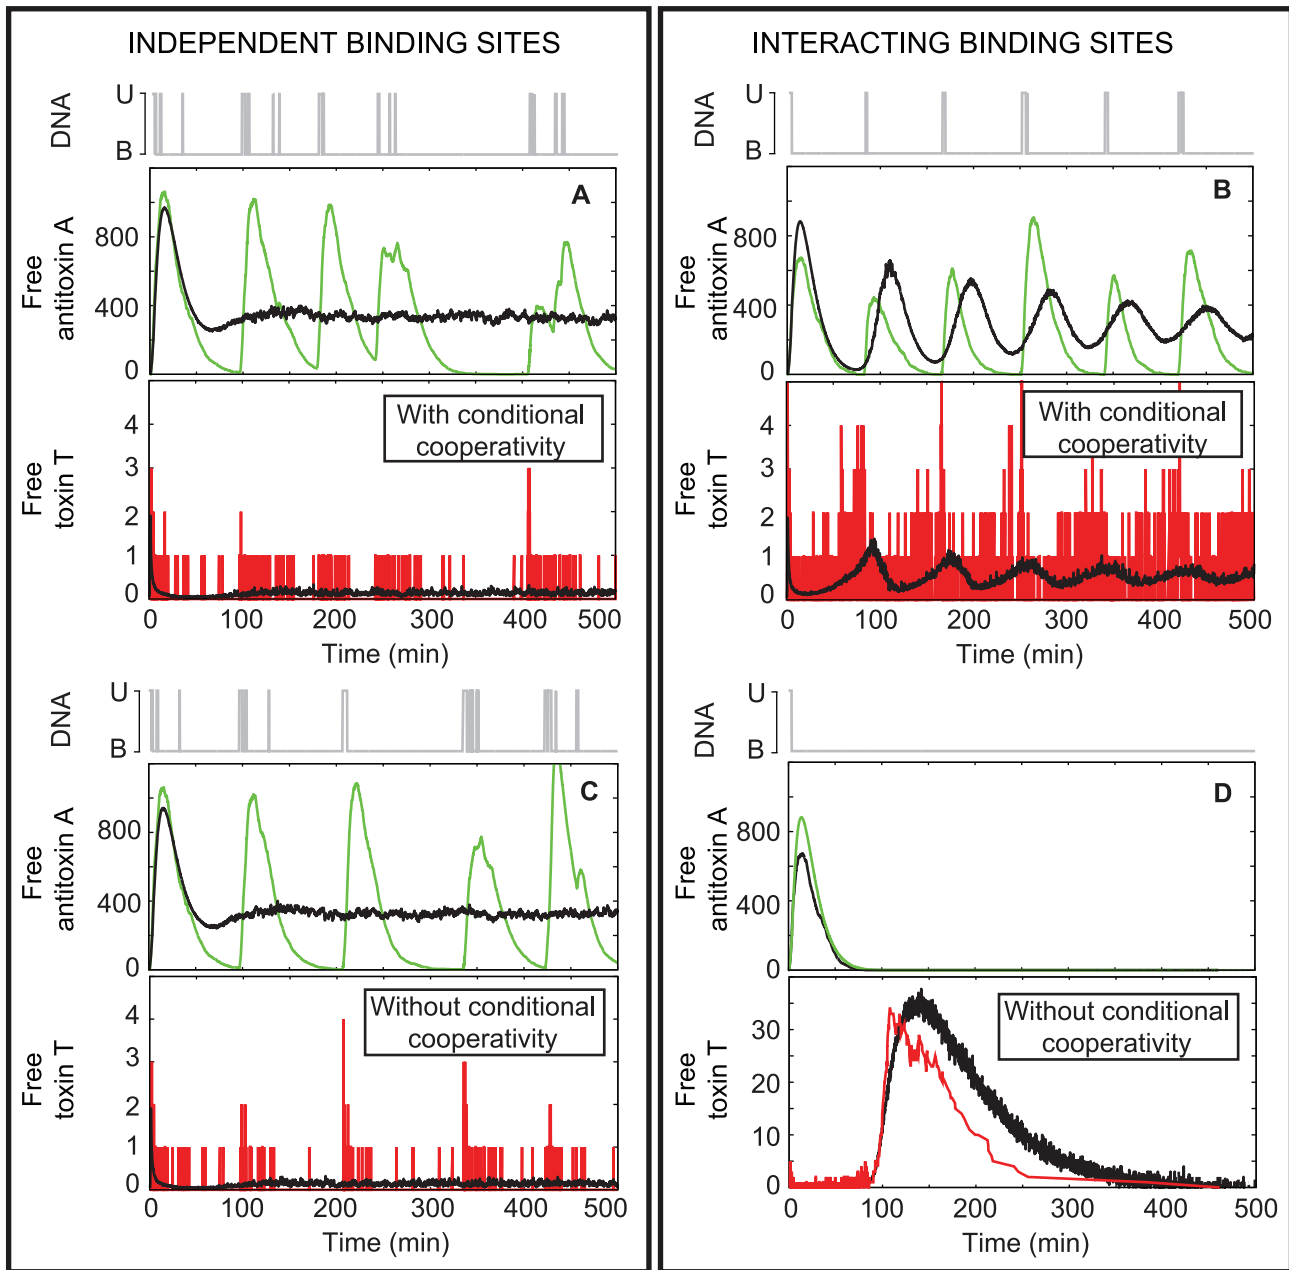 INDEPENDENT BINDING SITES
DNA
U
B
A
Free
antitoxin A
800
400
0
With conditional
cooperativity
Free
toxin T
4
3
2
1
0
0 100 200 300 400 500
Time (min)
INTERACTING BINDING SITES
DNA
U
B
B
Free
antitoxin A
800
400
0
With conditional
cooperativity
Free
toxin T
4
3
2
1
0
0 100 200 300 400 500
Time (min)
DNA
U
B
C
Free
antitoxin A
800
400
0
Without conditional
cooperativity
Free
toxin T
4
3
2
1
0
0 100 200 300 400 500
Time (min)
DNA
U
B
D
Free
antitoxin A
800
400
0
Without conditional
cooperativity
Free
toxin T
30
20
10
0
0 100 200 300 400 500
Time (min)